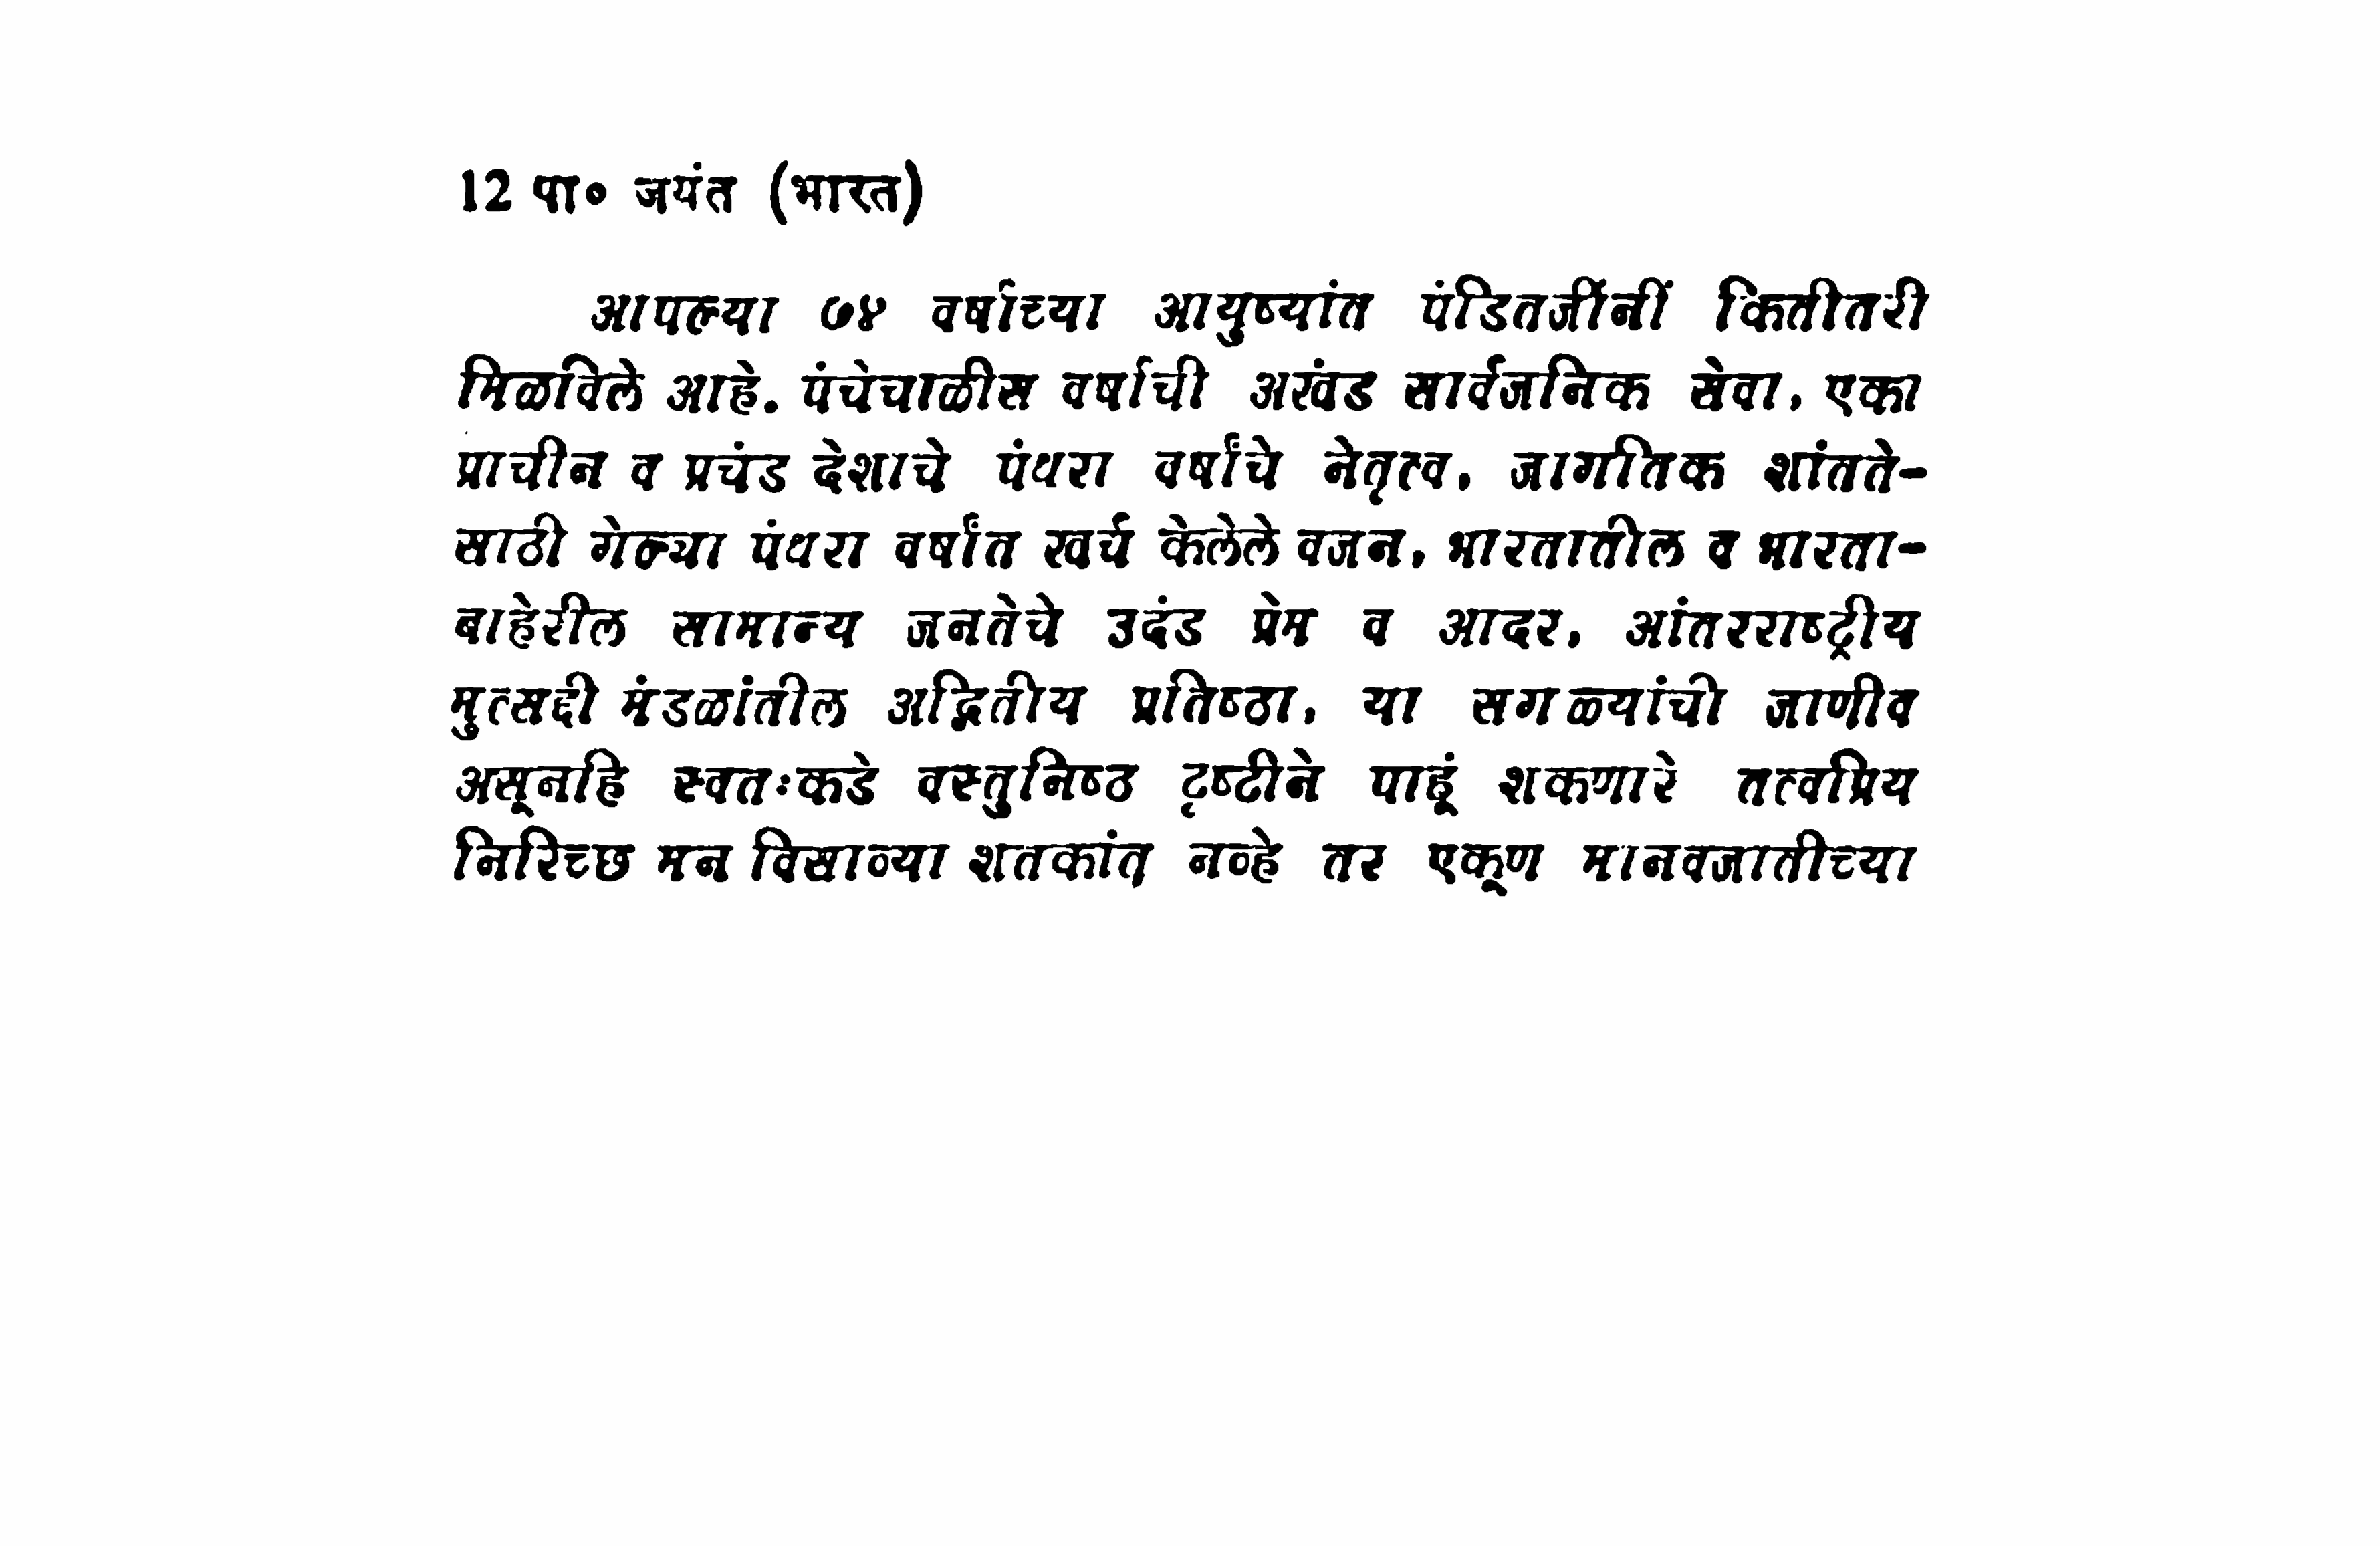 12 पा० जयंत (भारत)
आपल्या ७४ वर्षांच्या आयुष्यांत पंडितजींनीं कितीतरी
मिळविले आहे. पंचेचाळीस वर्षांची अखंड सार्वजनिक सेवा, एका
प्राचीन व प्रचंड देशाचे पंधरा वर्षांचे नेतृत्व, जागतिक शांतते-
साठी गेल्या पंधरा वर्षांत खर्च केलेले वजन, भारतातील व भारता-
बाहेरील सामान्य जनतेचे उदंड प्रेम व आदर, आंतरराष्ट्रीय
मुत्सद्दी मंडळांतील अद्वितीय प्रतिष्ठा, या सगळ्यांची जाणीव
असूनहि स्वतःकडे वस्तुनिष्ठ दृष्टीने पाहूं शकणारे तत्त्वप्रिय
निरिच्छ मन विसाव्या शतकांत नव्हे तर एकूण मानवजातीच्या